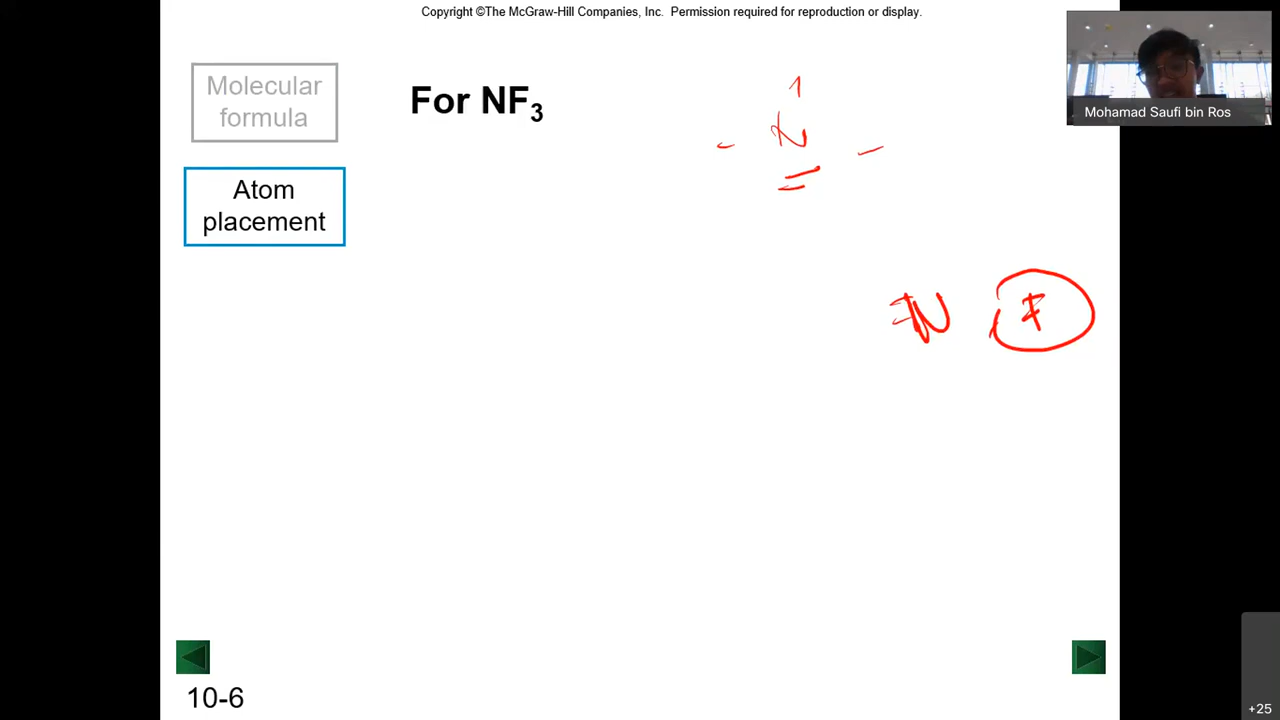 Copyright ©The McGraw-Hill Companies, Inc. Permission required for reproduction or display.
Molecular
formula
For NF3
Mohamad Saufi bin Ros
N
Atom
placement
N F
10-6
+25